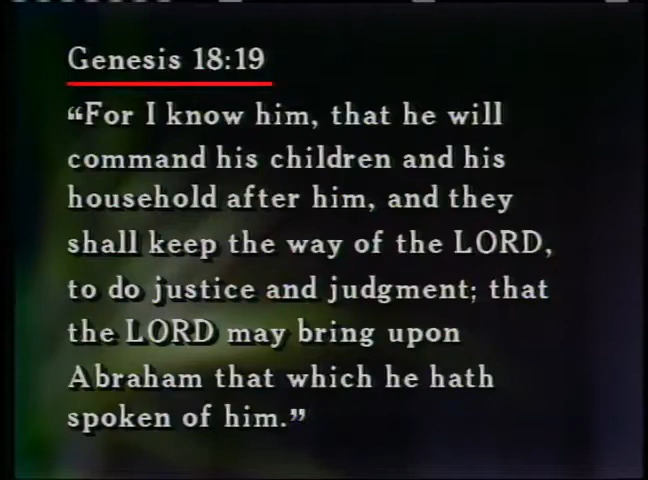 Genesis 18:19
“For I know him, that he will
command his children and his
household after him, and they
shall keep the way of the LORD,
to do justice and judgment; that
the LORD may bring upon
Abraham that which he hath
spoken of him.”